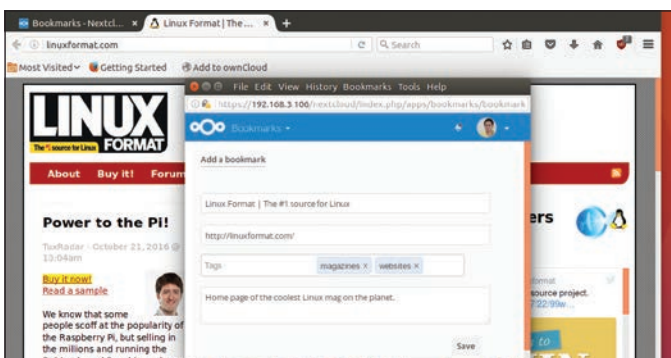 Bookmarks - Nextcl... × Linux Format | The ... × +
linuxformat.com Search
Most Visited Getting Started Add to ownCloud
File Edit View History Bookmarks Tools Help
https://192.168.3.100/nextcloud/index.php/apps/bookmarks/bookmark
Bookmarks
LINUX
The #1 source for Linux FORMAT
Add a bookmark
About Buy it! Forum
Linux Format | The #1 source for Linux
Power to the Pi! ers
http://linuxformat.com/
TuxRadar - October 21, 2016 @
11:04am
Tags magazines × websites ×
Buy it now!
Read a sample
source project.
Home page of the coolest Linux mag on the planet.
We know that some
people scoff at the popularity of
the Raspberry Pi, but selling in
the millions and running the
to
Save